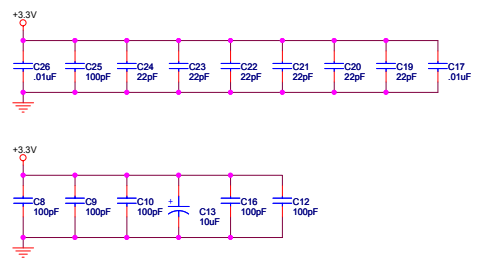 +3.3V
C26 C25 C24 C23 C22 C21 C20 C19 C17
.01uF 100pF 22pF 22pF 22pF 22pF 22pF 22pF .01uF
+3.3V
+
C8 C9 C10 C13 C16 C12
100pF 100pF 100pF 10uF 100pF 100pF